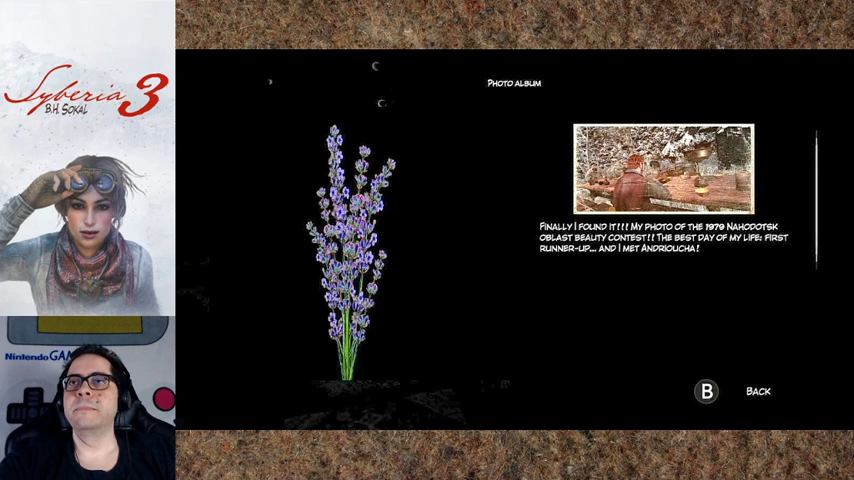 Syberia 3
B.H. Sokal
Nintendo GAM
Photo album
Finally I found it!!! My photo of the 1979 Nahodotsk
oblast beauty contest!! The best day of my life: first
runner-up... and I met Andrioucha!
B Back